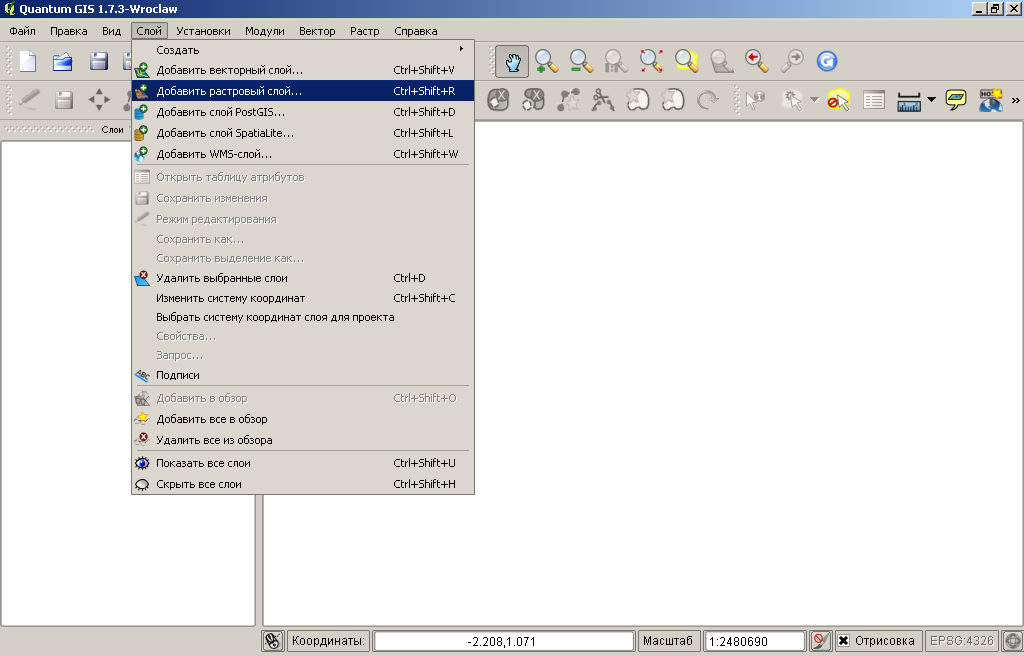 Quantum GIS 1.7.3-Wroclaw
Файл Правка Вид Слой Установки Модули Вектор Растр Справка
Создать
Добавить векторный слой... Ctrl+Shift+V
Добавить растровый слой... Ctrl+Shift+R
Добавить слой PostGIS... Ctrl+Shift+D
Добавить слой SpatiaLite... Ctrl+Shift+L
Добавить WMS-слой... Ctrl+Shift+W
Открыть таблицу атрибутов
Сохранить изменения
Режим редактирования
Сохранить как...
Сохранить выделение как...
Удалить выбранные слои Ctrl+D
Изменить систему координат Ctrl+Shift+C
Выбрать систему координат слоя для проекта
Свойства...
Запрос...
Подписи
Добавить в обзор Ctrl+Shift+O
Добавить все в обзор
Удалить все из обзора
Показать все слои Ctrl+Shift+U
Скрыть все слои Ctrl+Shift+H
Слои
Координаты: -2.208,1.071 Масштаб 1:2480690 Отрисовка EPSG:4326